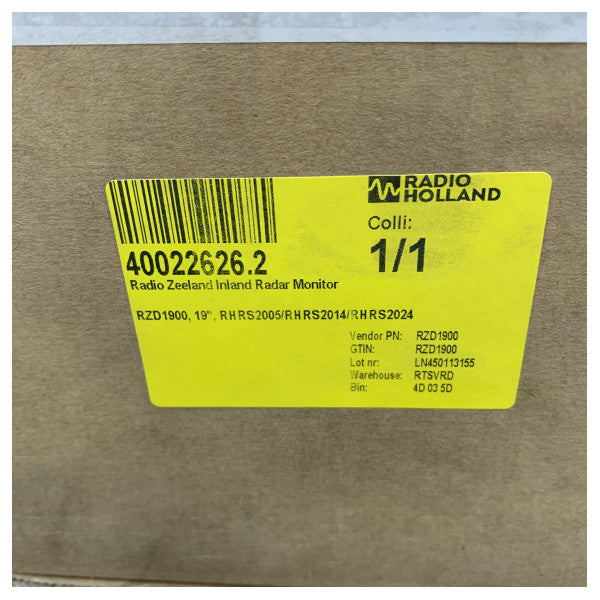 RADIO
HOLLAND
Colli:
1/1
40022626.2
Radio Zeeland Inland Radar Monitor
RZD1900, 19", RHRS2005/RHRS2014/RHRS2024
Vendor PN: RZD1900
GTIN: RZD1900
Lot nr: LN450113155
Warehouse: RTSVRD
Bin: 4D 03 5D